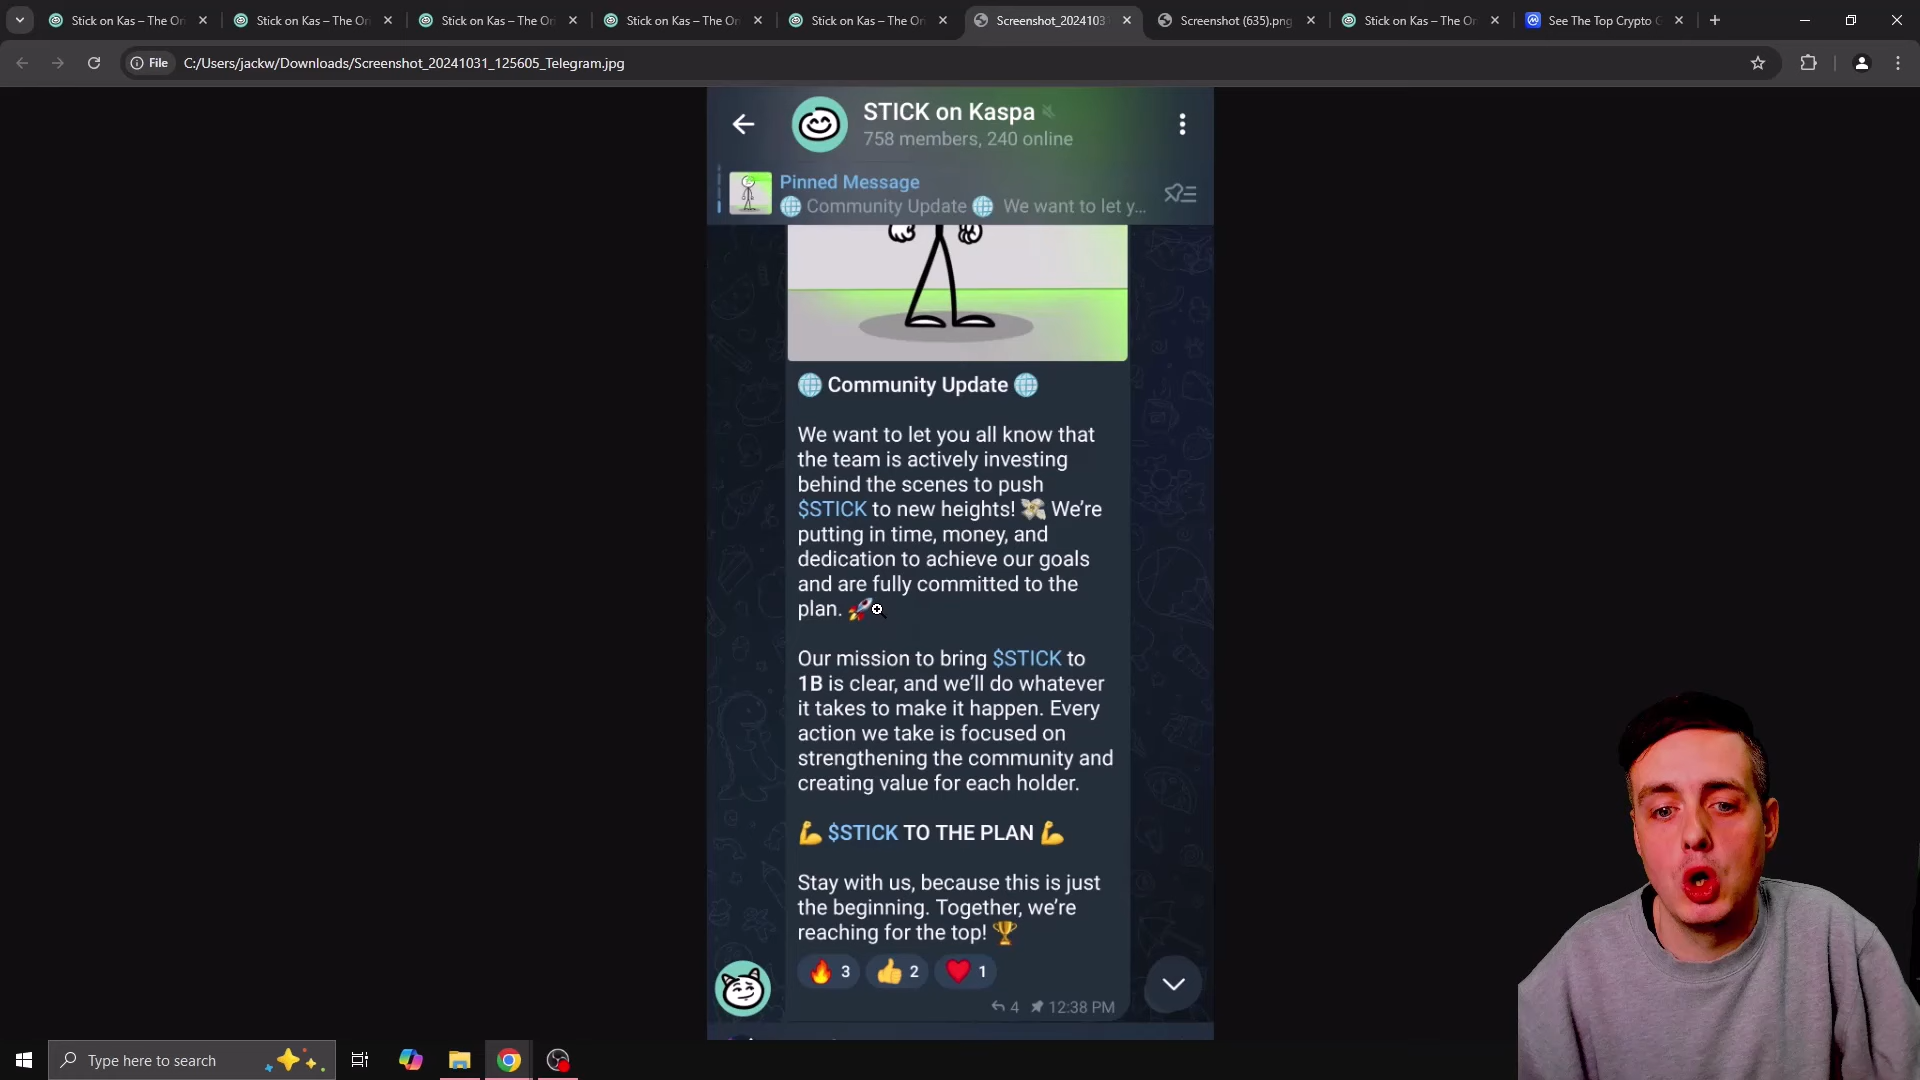 Stick on Kas – The Ori
Stick on Kas – The Ori
Stick on Kas – The Ori
Stick on Kas – The Ori
Stick on Kas – The Ori
Screenshot_2024103
Screenshot (635).png
Stick on Kas – The Ori
See The Top Crypto G
File C:/Users/jackw/Downloads/Screenshot_20241031_125605_Telegram.jpg
STICK on Kaspa
758 members, 240 online
Pinned Message
🌐 Community Update 🌐 We want to let y...
🌐 Community Update 🌐
We want to let you all know that
the team is actively investing
behind the scenes to push
$STICK to new heights! 💸 We're
putting in time, money, and
dedication to achieve our goals
and are fully committed to the
plan. 🚀
Our mission to bring $STICK to
1B is clear, and we'll do whatever
it takes to make it happen. Every
action we take is focused on
strengthening the community and
creating value for each holder.
💪 $STICK TO THE PLAN 💪
Stay with us, because this is just
the beginning. Together, we're
reaching for the top! 🏆
🔥 3 👍 2 ❤️ 1
4 12:38 PM
Type here to search